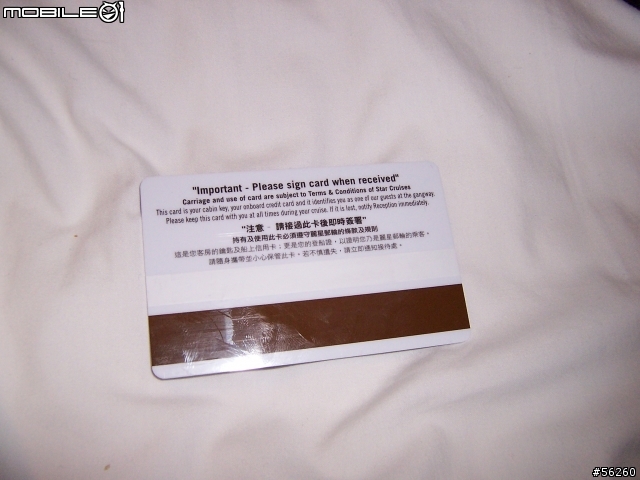 MOBILE01
"Important - Please sign card when received"
Carriage and use of card are subject to Terms & Conditions of Star Cruises
This card is your cabin key, your onboard credit card and it identifies you as one of our guests at the gangway.
Please keep this card with you at all times during your cruise. If it is lost, notify Reception immediately.
"注意 - 請接過此卡後即時簽署"
持有及使用此卡必須遵守麗星郵輪的條款及規則
這是您客房的鑰匙及船上信用卡；更是您的登船證，以證明您乃是麗星郵輪的乘客。
請隨身攜帶並小心保管此卡。若不慎遺失，請立即通知接待處。
#56260